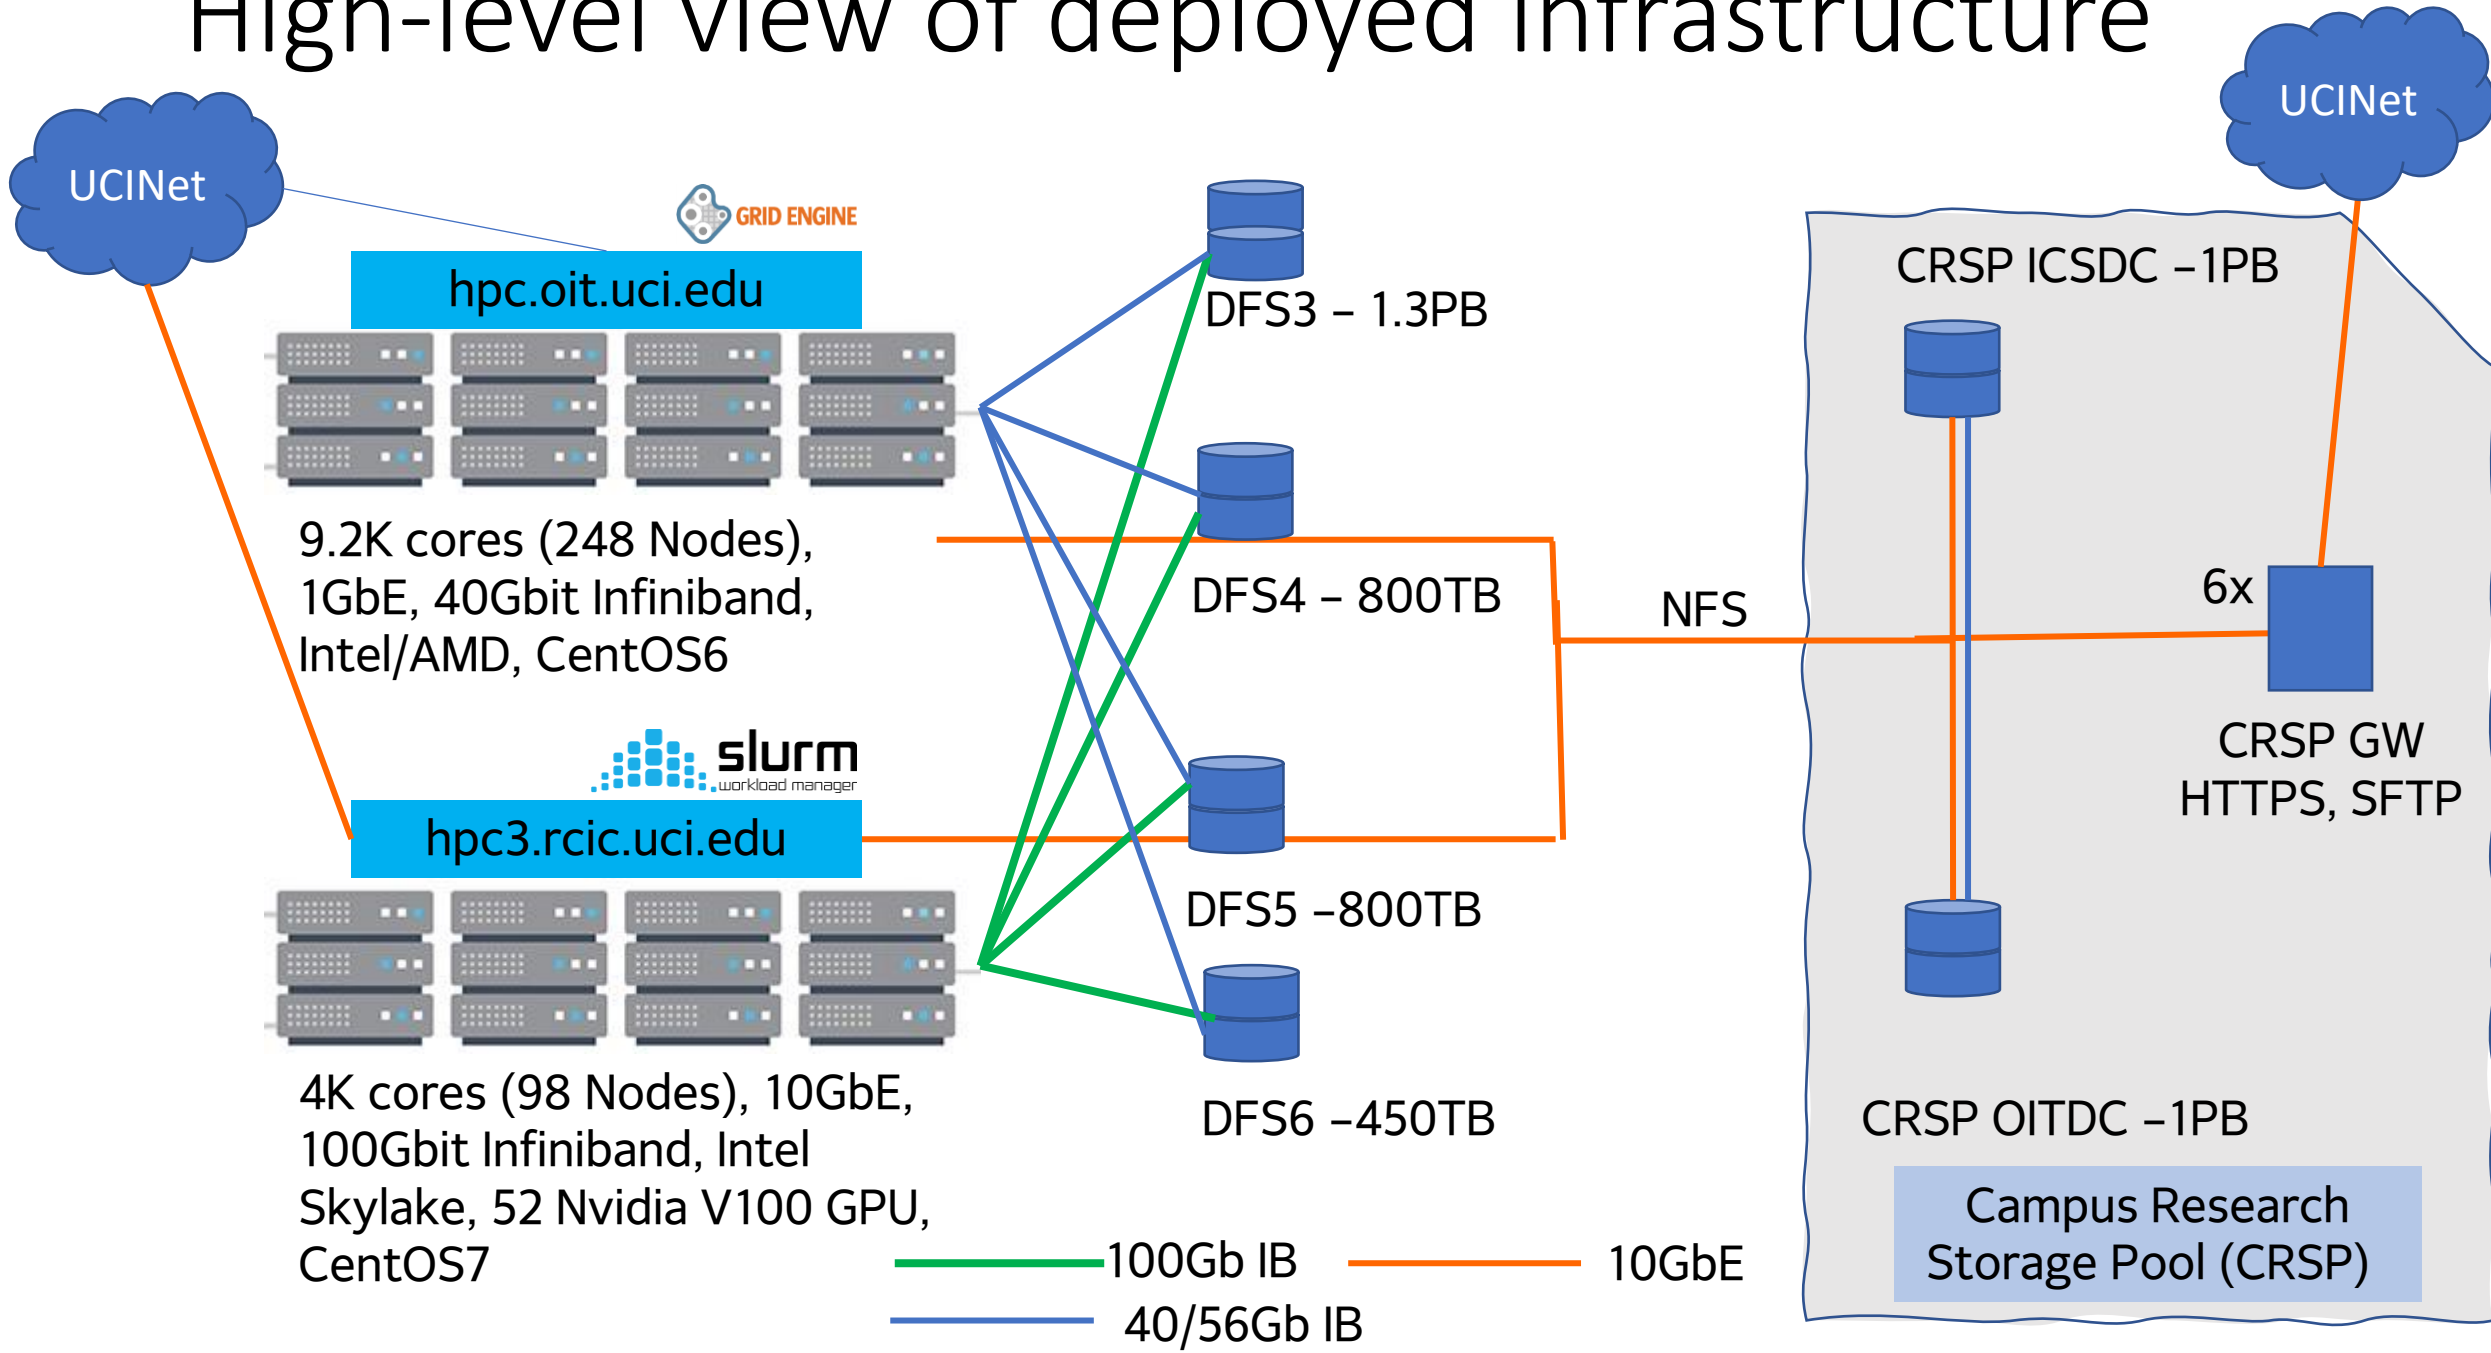 High-level view of deployed infrastructure
UCINet
UCINet
GRID ENGINE
hpc.oit.uci.edu
9.2K cores (248 Nodes),
1GbE, 40Gbit Infiniband,
Intel/AMD, CentOS6
slurm
workload manager
hpc3.rcic.uci.edu
4K cores (98 Nodes), 10GbE,
100Gbit Infiniband, Intel
Skylake, 52 Nvidia V100 GPU,
CentOS7
DFS3 – 1.3PB
DFS4 – 800TB
DFS5 –800TB
DFS6 –450TB
NFS
CRSP ICSDC –1PB
6x
CRSP GW
HTTPS, SFTP
CRSP OITDC –1PB
Campus Research
Storage Pool (CRSP)
100Gb IB
10GbE
40/56Gb IB